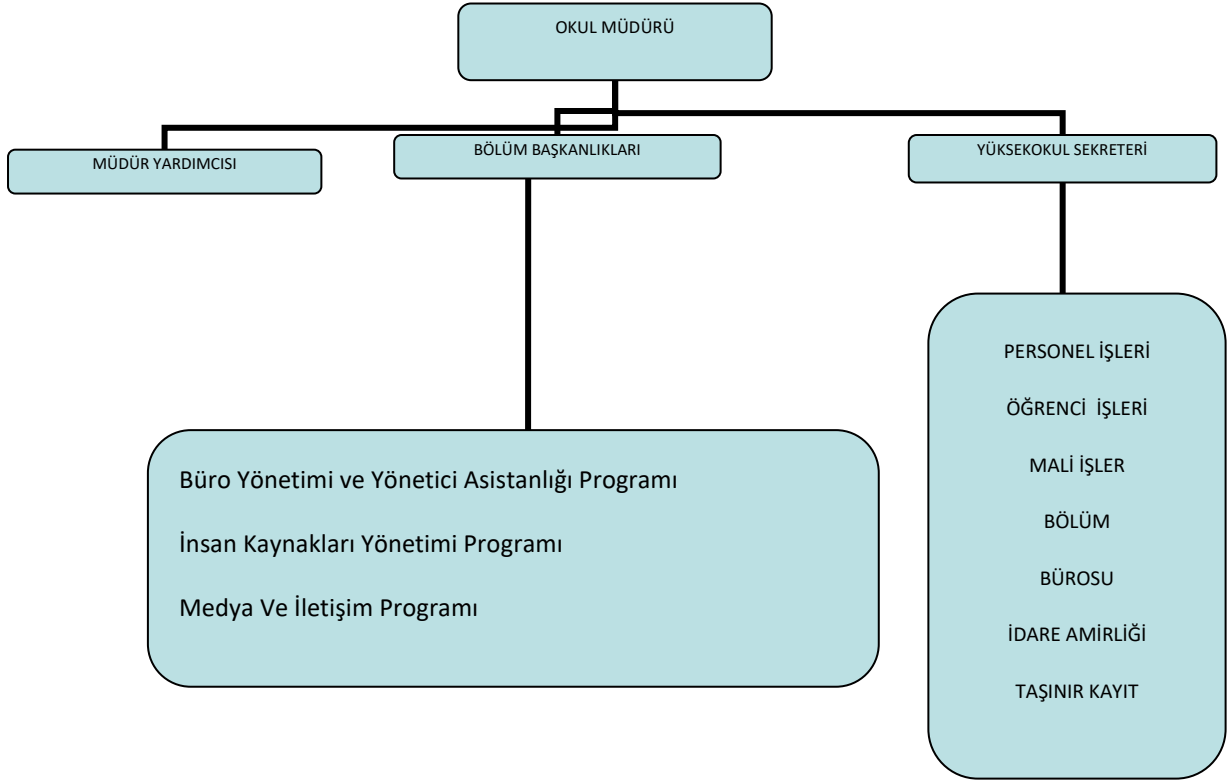 OKUL MÜDÜRÜ
MÜDÜR YARDIMCISI
BÖLÜM BAŞKANLIKLARI
YÜKSEKOKUL SEKRETERİ
Büro Yönetimi ve Yönetici Asistanlığı Programı
İnsan Kaynakları Yönetimi Programı
Medya Ve İletişim Programı
PERSONEL İŞLERİ
ÖĞRENCİ İŞLERİ
MALİ İŞLER
BÖLÜM
BÜROSU
İDARE AMİRLİĞİ
TAŞINIR KAYIT